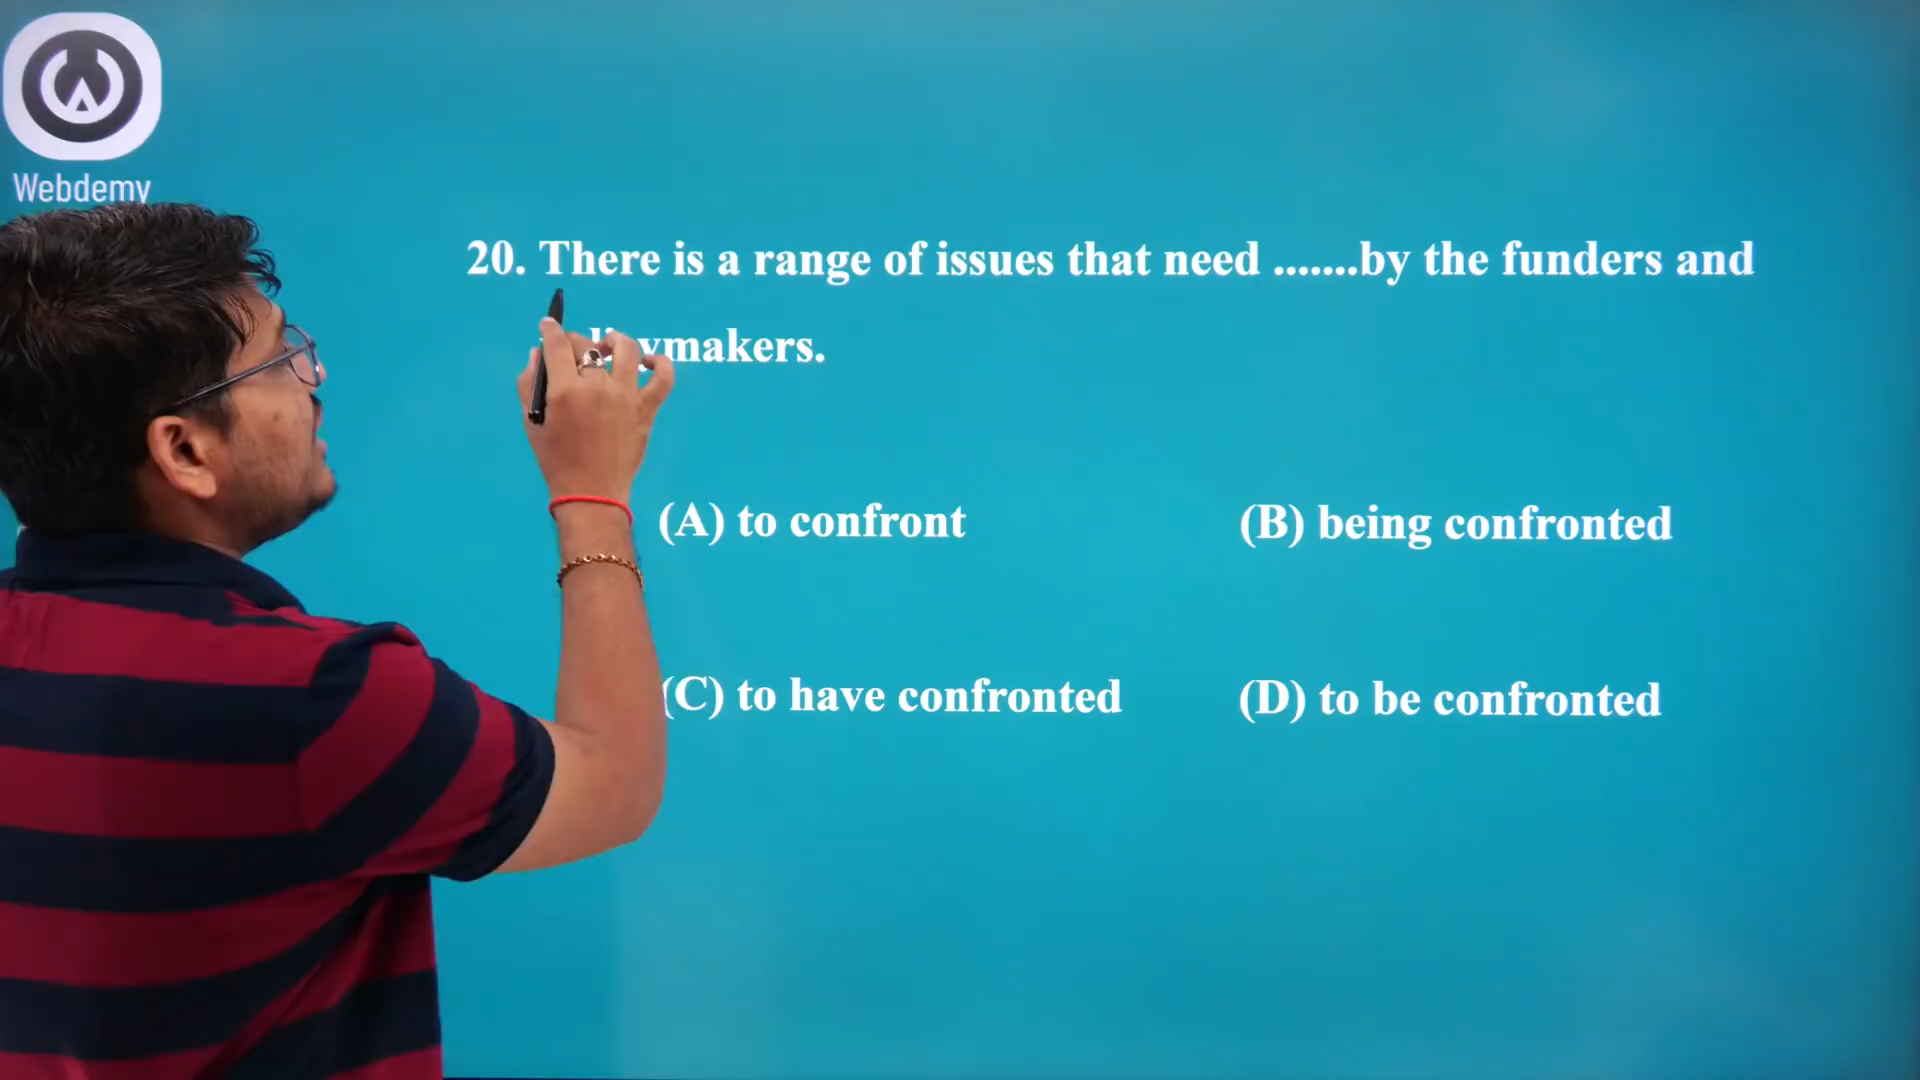 Webdemy
20. There is a range of issues that need .......by the funders and
(A) to confront
(B) being confronted
(C) to have confronted
(D) to be confronted